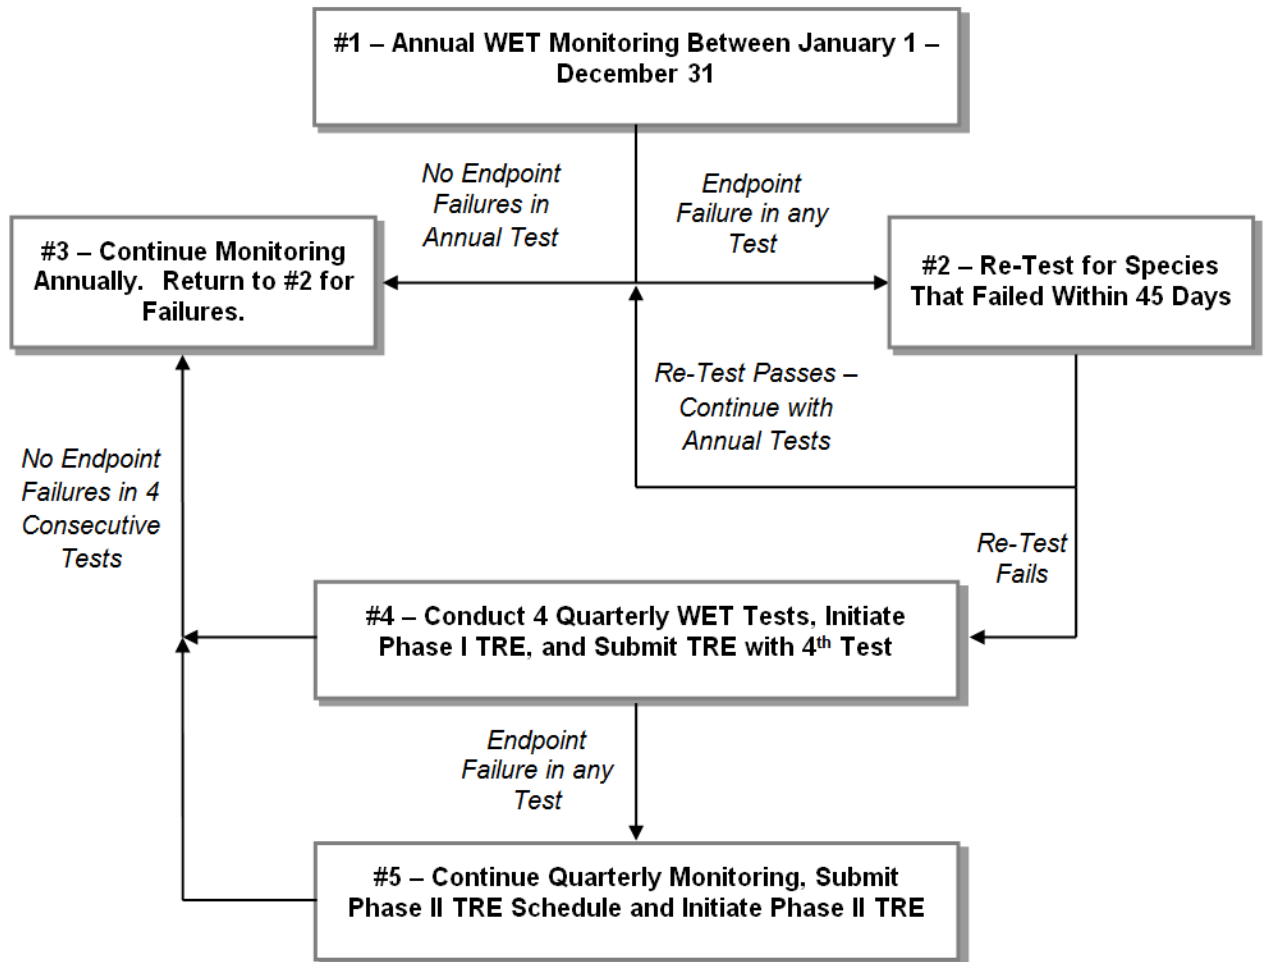 #1 – Annual WET Monitoring Between January 1 –
December 31
No Endpoint
Failures in
Annual Test
Endpoint
Failure in any
Test
#3 – Continue Monitoring
Annually.  Return to #2 for
Failures.
#2 – Re-Test for Species
That Failed Within 45 Days
Re-Test Passes –
Continue with
Annual Tests
No Endpoint
Failures in 4
Consecutive
Tests
Re-Test
Fails
#4 – Conduct 4 Quarterly WET Tests, Initiate
Phase I TRE, and Submit TRE with 4th Test
Endpoint
Failure in any
Test
#5 – Continue Quarterly Monitoring, Submit
Phase II TRE Schedule and Initiate Phase II TRE